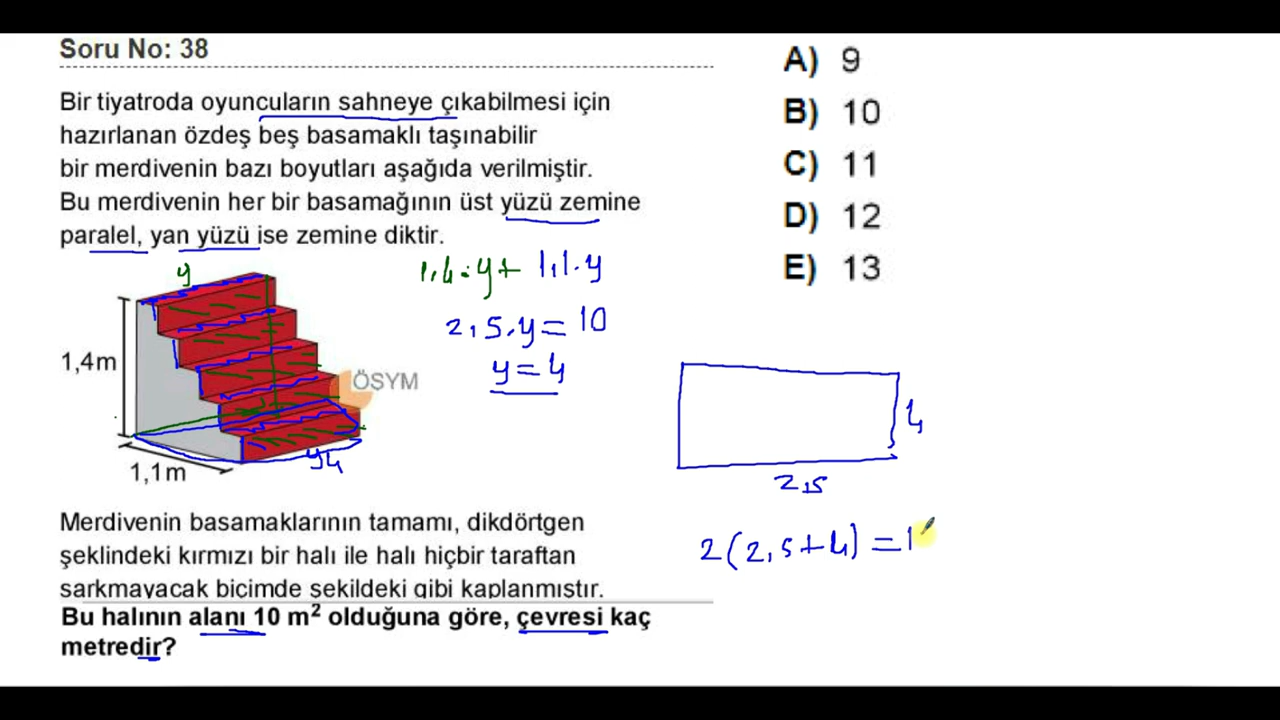 Soru No: 38
Bir tiyatroda oyuncuların sahneye çıkabilmesi için
hazırlanan özdeş beş basamaklı taşınabilir
bir merdivenin bazı boyutları aşağıda verilmiştir.
Bu merdivenin her bir basamağının üst yüzü zemine
paralel, yan yüzü ise zemine diktir.
y
1,4m
1,1m
ÖSYM
y4
1,4·y+ 1,1·y
2,5.y=10
y=4
Merdivenin basamaklarının tamamı, dikdörtgen
şeklindeki kırmızı bir halı ile halı hiçbir taraftan
sarkmayacak biçimde şekildeki gibi kaplanmıştır.
Bu halının alanı 10 m² olduğuna göre, çevresi kaç
metredir?
A) 9
B) 10
C) 11
D) 12
E) 13
4
2,5
2(2,5+4)=1